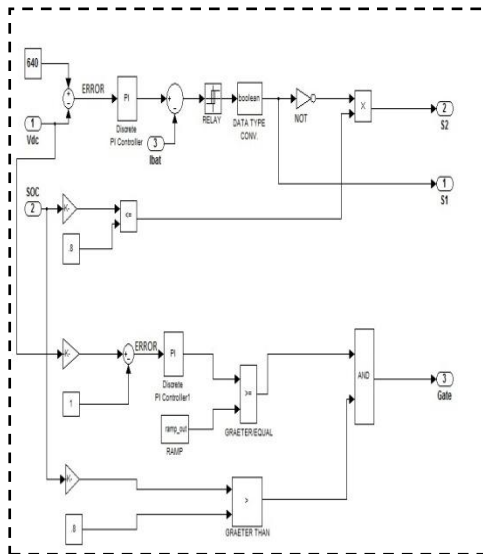 640
ERROR
PI
boolean
1
Vdc
Discrete
PI Controller
3
Ibat
RELAY
DATA TYPE
CONV.
NOT
X
2
S2
1
S1
SOC
2
K-
.8
<=
K-
ERROR
PI
1
Discrete
PI Controller1
>=
ramp_out
RAMP
GRAETER/EQUAL
AND
3
Gate
K-
.8
>
GRAETER THAN